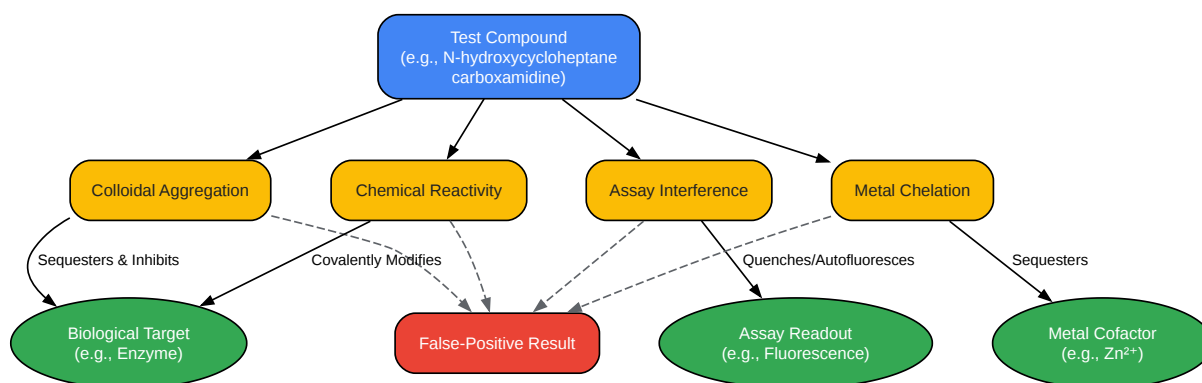 Test Compound
(e.g., N-hydroxycycloheptane
carboxamidine)
Colloidal Aggregation
Chemical Reactivity
Assay Interference
Metal Chelation
Sequesters & Inhibits
Covalently Modifies
Quenches/Autofluoresces
Sequesters
Biological Target
(e.g., Enzyme)
False-Positive Result
Assay Readout
(e.g., Fluorescence)
Metal Cofactor
(e.g., Zn²⁺)